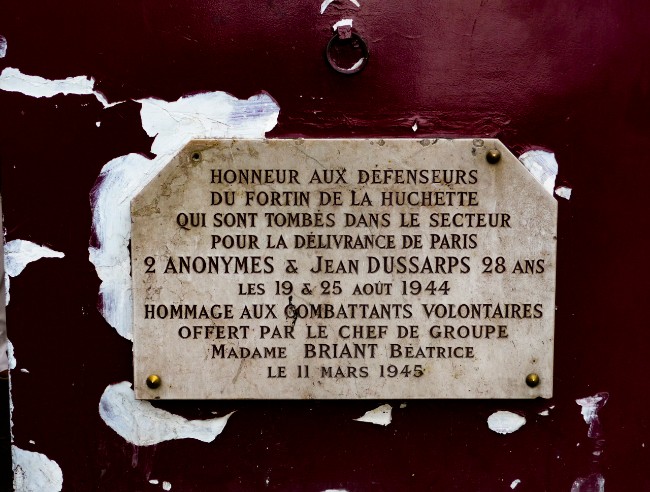 HONNEUR AUX DÉFENSEURS
DU FORTIN DE LA HUCHETTE
QUI SONT TOMBÉS DANS LE SECTEUR
POUR LA DÉLIVRANCE DE PARIS
2 ANONYMES & JEAN DUSSARPS 28 ANS
LES 19 & 25 AOÛT 1944
HOMMAGE AUX COMBATTANTS VOLONTAIRES
OFFERT PAR LE CHEF DE GROUPE
MADAME BRIANT BÉATRICE
LE 11 MARS 1945